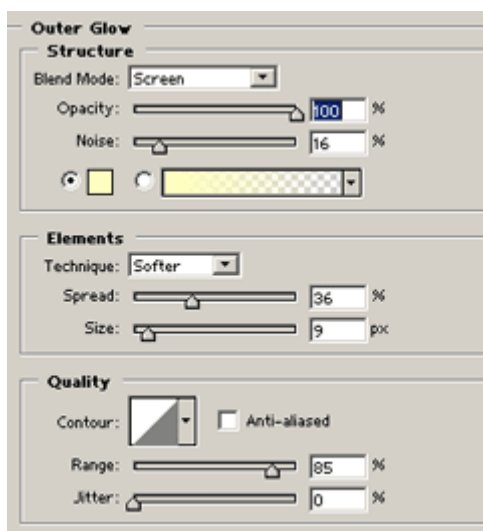 Outer Glow
Structure
Blend Mode: Screen
Opacity: 100 %
Noise: 16 %
Elements
Technique: Softer
Spread: 36 %
Size: 9 px
Quality
Contour: Anti-aliased
Range: 85 %
Jitter: 0 %